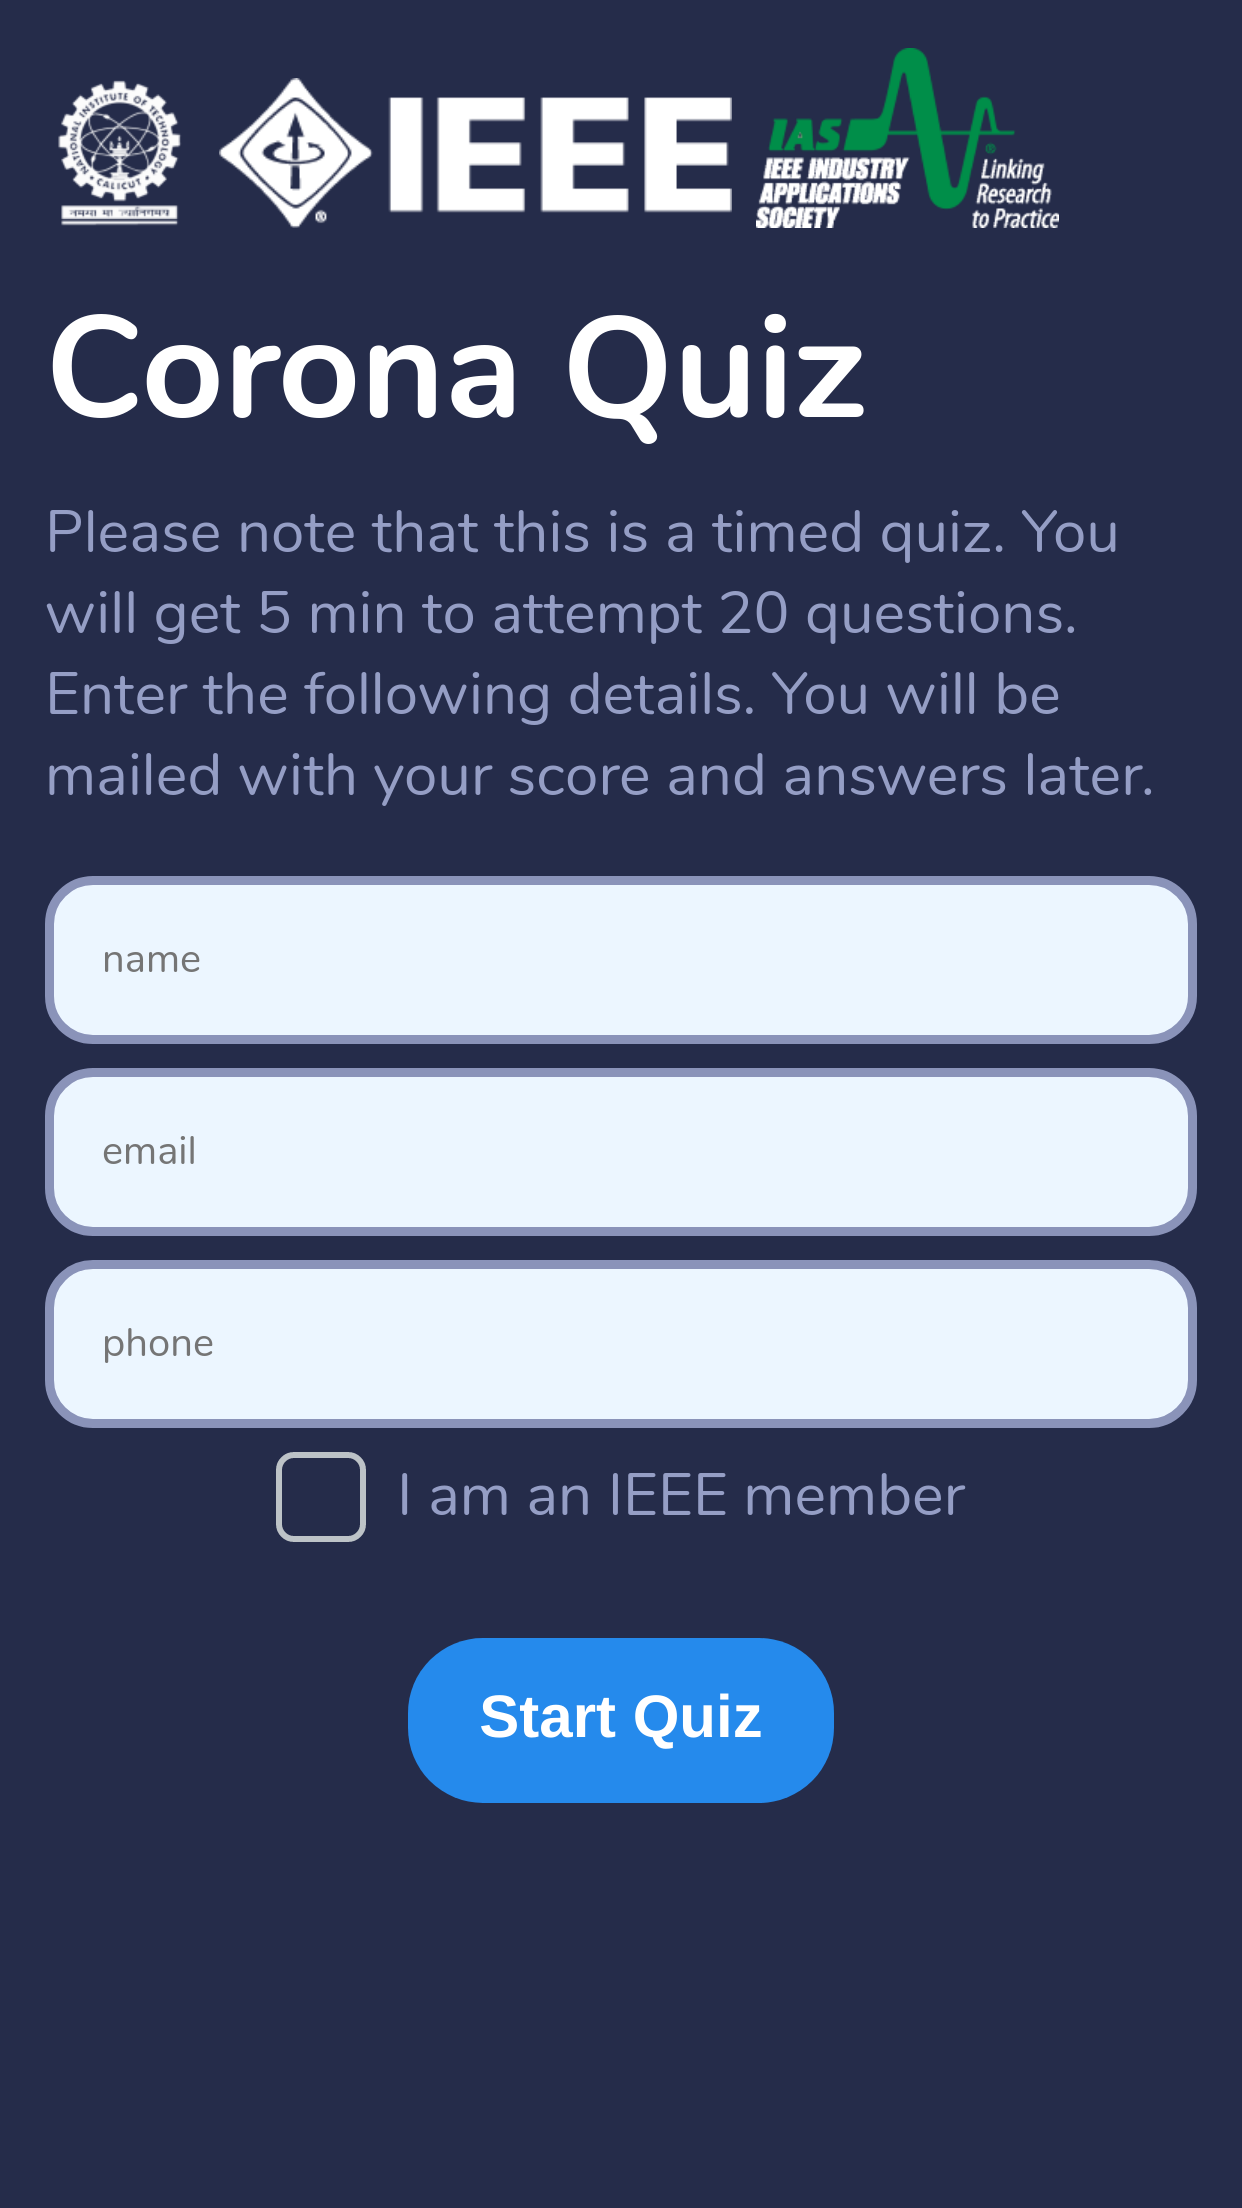 NATIONAL INSTITUTE OF TECHNOLOGY
CALICUT
IEEE
®
IAS
®
IEEE INDUSTRY
APPLICATIONS
SOCIETY
Linking
Research
to Practice
Corona Quiz
Please note that this is a timed quiz. You
will get 5 min to attempt 20 questions.
Enter the following details. You will be
mailed with your score and answers later.
name
email
phone
I am an IEEE member
Start Quiz